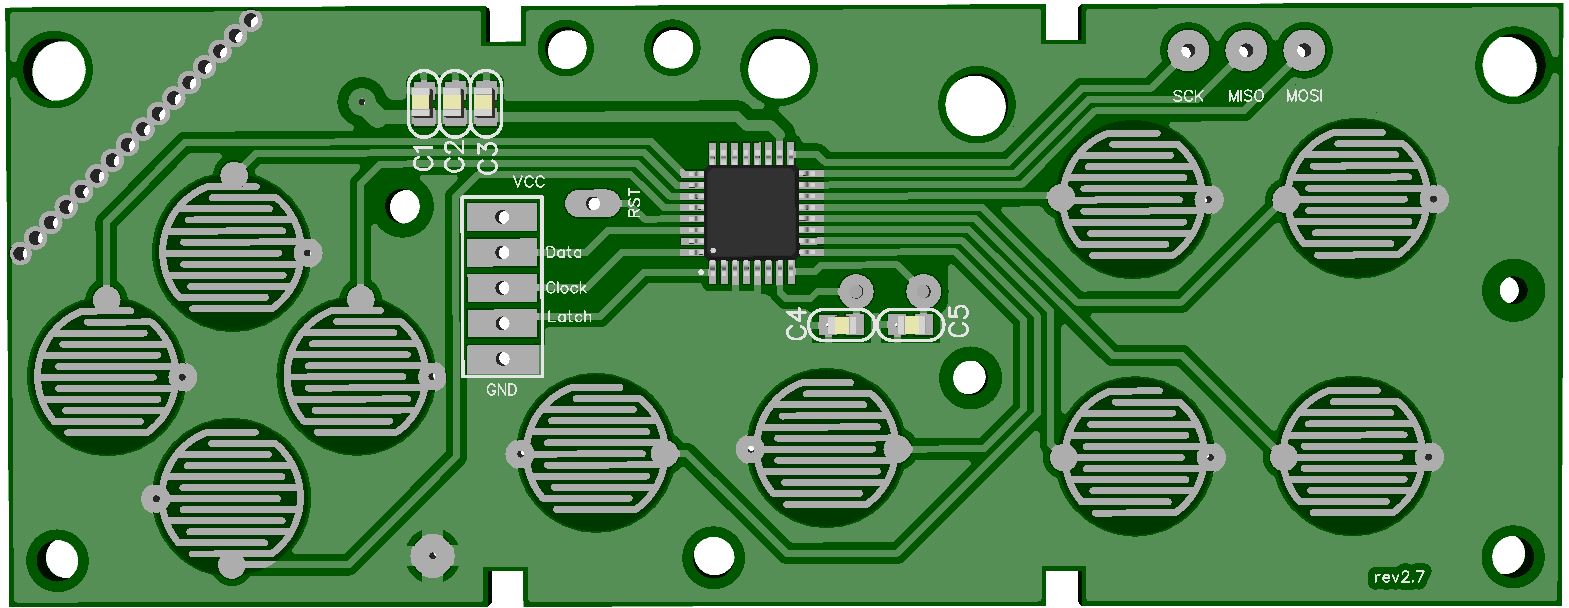 SCK MISO MOSI
C1 C2 C3
VCC
RST
Data
Clock
Latch
C4 C5
GND
rev2.7